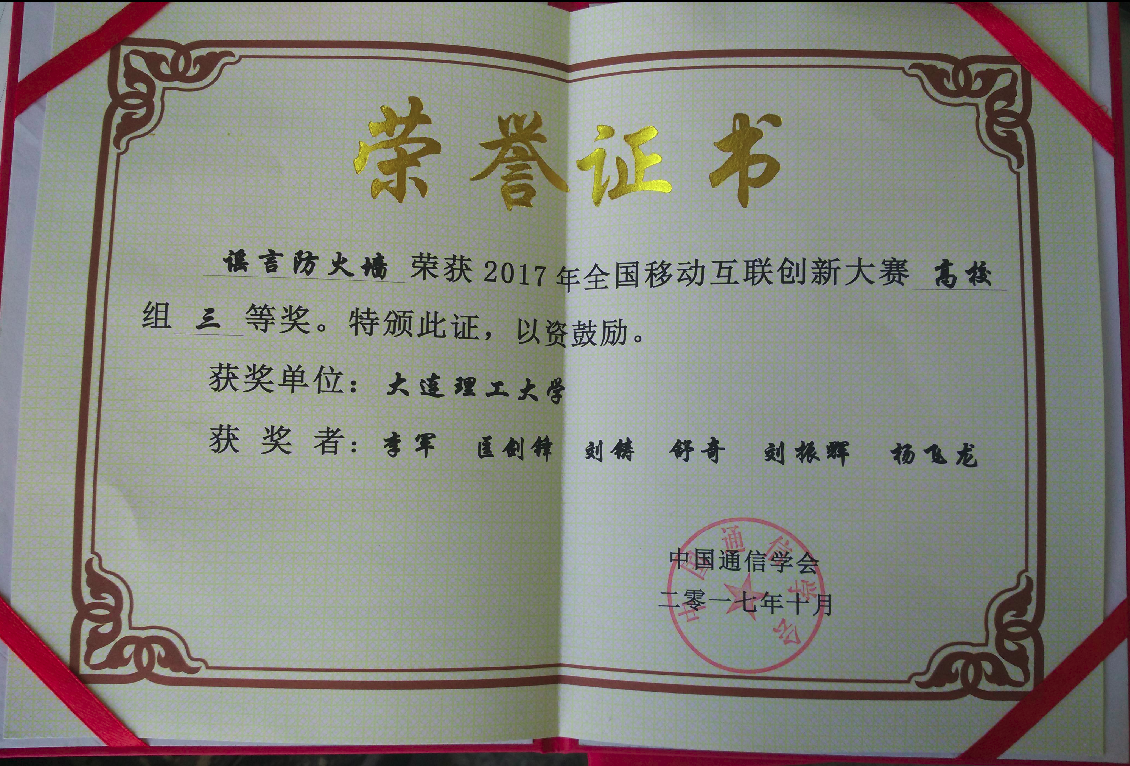 荣誉证书
谣言防火墙 荣获 2017 年全国移动互联创新大赛 高校
组 三 等奖。特颁此证，以资鼓励。
获奖单位：大连理工大学
获 奖 者：李军 匡创锋 刘铸 舒奇 刘振辉 杨飞龙
中国通信学会
二零一七年十月
中国通信学会